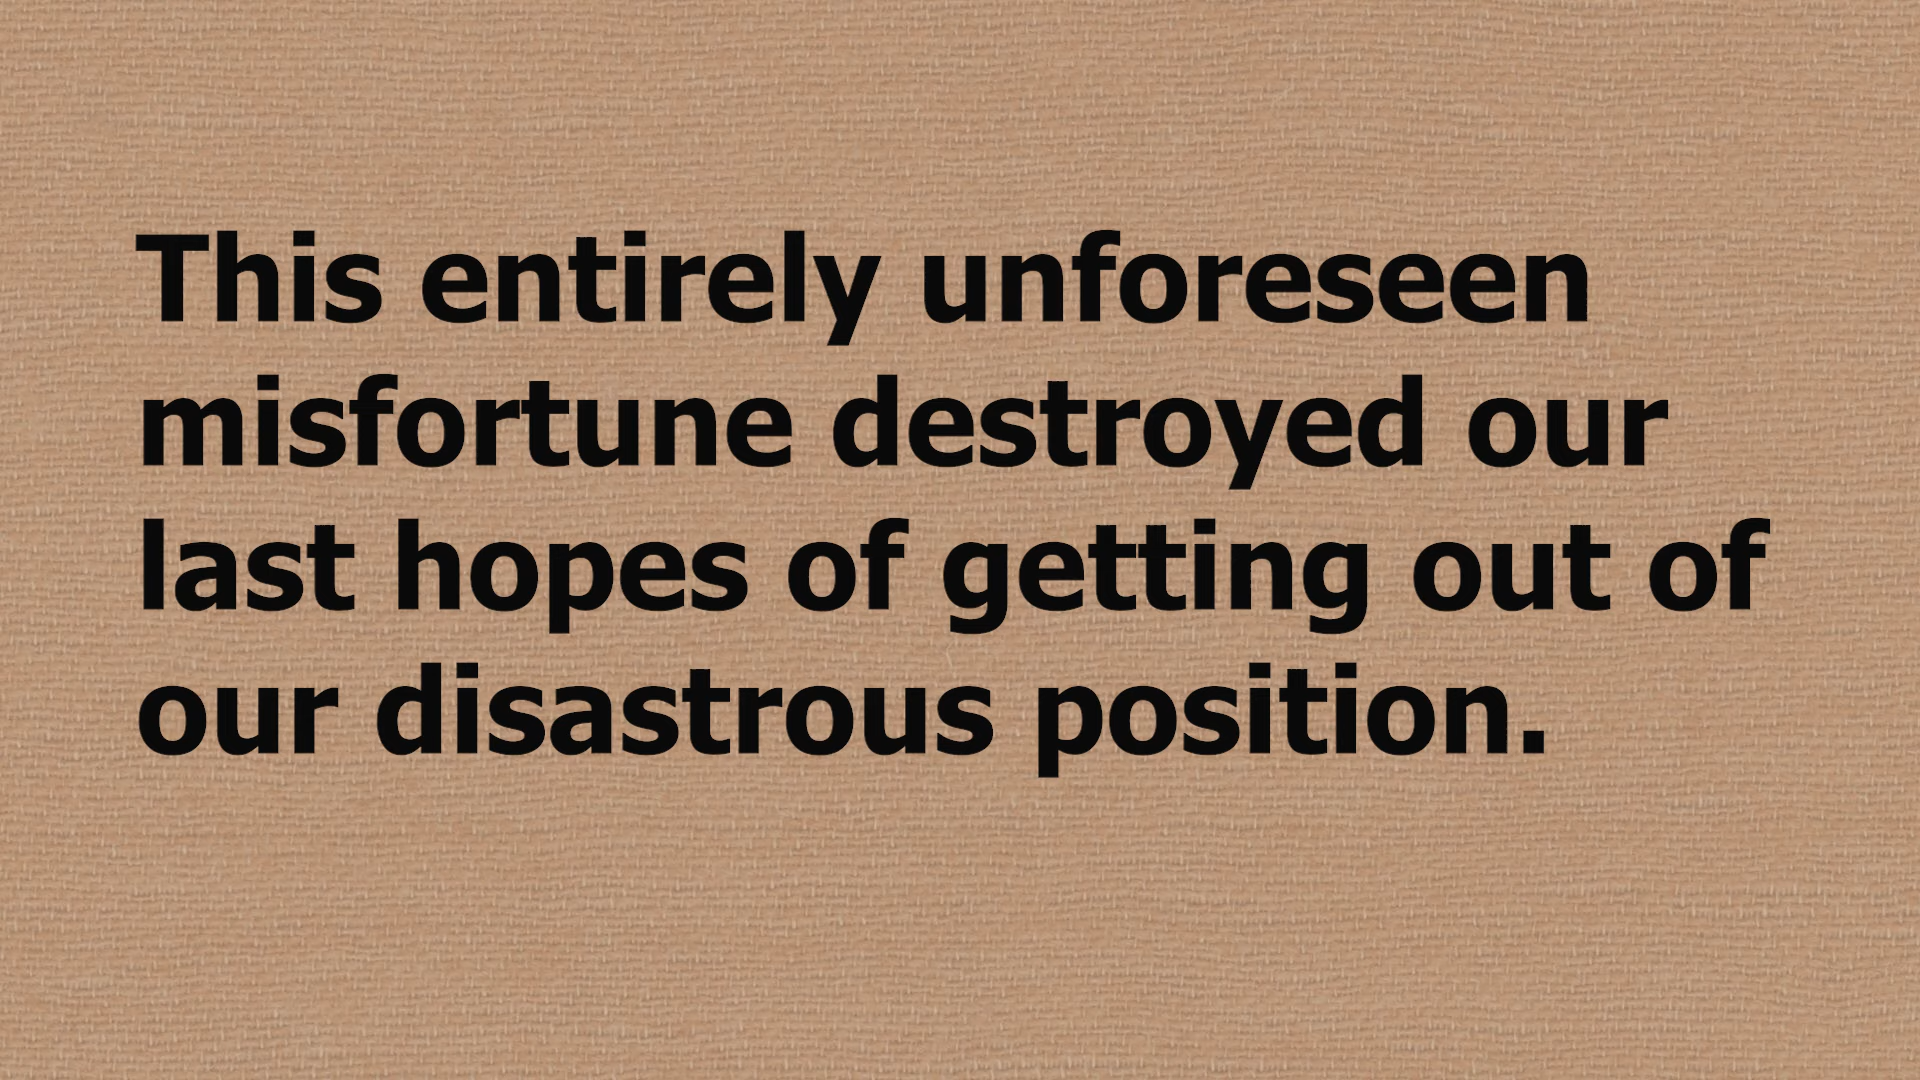 This entirely unforeseen
misfortune destroyed our
last hopes of getting out of
our disastrous position.